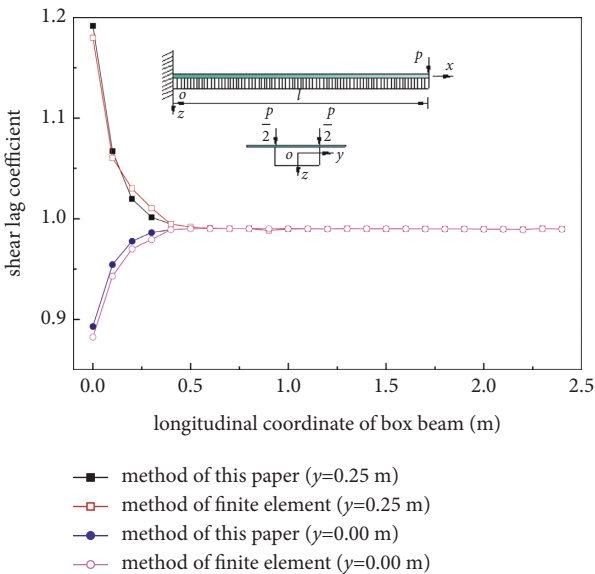 1.2
1.1
1.0
0.9
shear lag coefficient
P
x
o
z
l
P
2
P
2
o
y
z
0.0
0.5
1.0
1.5
2.0
2.5
longitudinal coordinate of box beam (m)
method of this paper (y=0.25 m)
method of finite element (y=0.25 m)
method of this paper (y=0.00 m)
method of finite element (y=0.00 m)